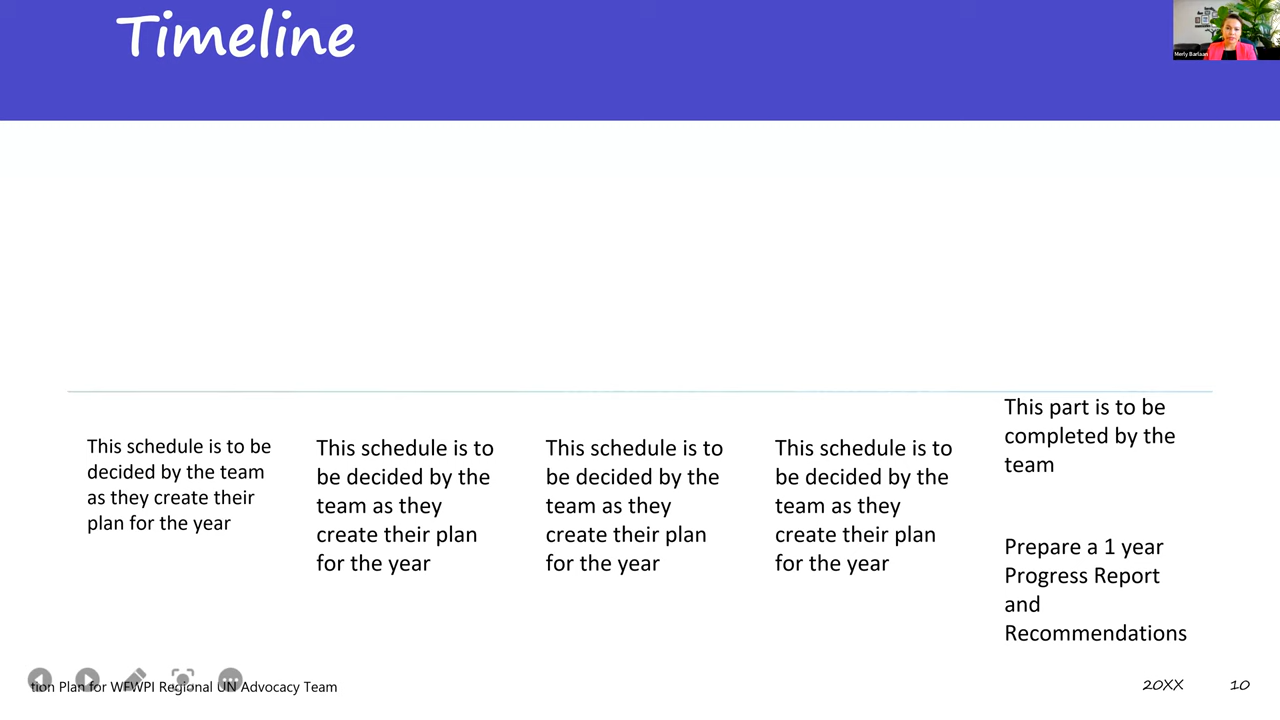 Timeline
Merly Barlaan
This schedule is to be
decided by the team
as they create their
plan for the year
This schedule is to
be decided by the
team as they
create their plan
for the year
This schedule is to
be decided by the
team as they
create their plan
for the year
This schedule is to
be decided by the
team as they
create their plan
for the year
This part is to be
completed by the
team
Prepare a 1 year
Progress Report
and
Recommendations
tion Plan for WFWPI Regional UN Advocacy Team
20XX
10